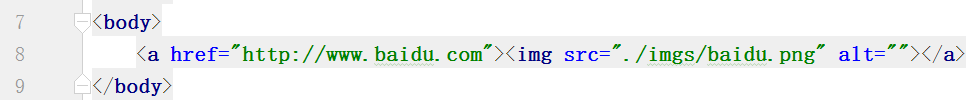 7 <body>
8 <a href="http://www.baidu.com"><img src="./imgs/baidu.png" alt=""></a>
9 </body>